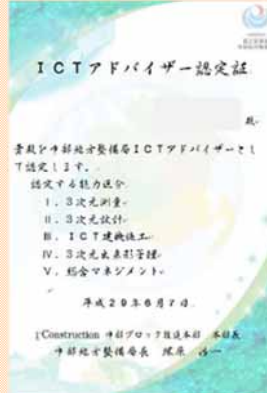 ICTアドバイザー認定証
殿
貴殿を中部地方整備局ICTアドバイザーとし
て認定します。
認定する能力区分
Ⅰ．3次元測量
Ⅱ．3次元設計
Ⅲ．ICT建機施工
Ⅳ．3次元出来形管理
Ⅴ．総合マネジメント
平成29年6月7日
i-Construction 中部ブロック推進本部 本部長
中部地方整備局長 塚原 浩一